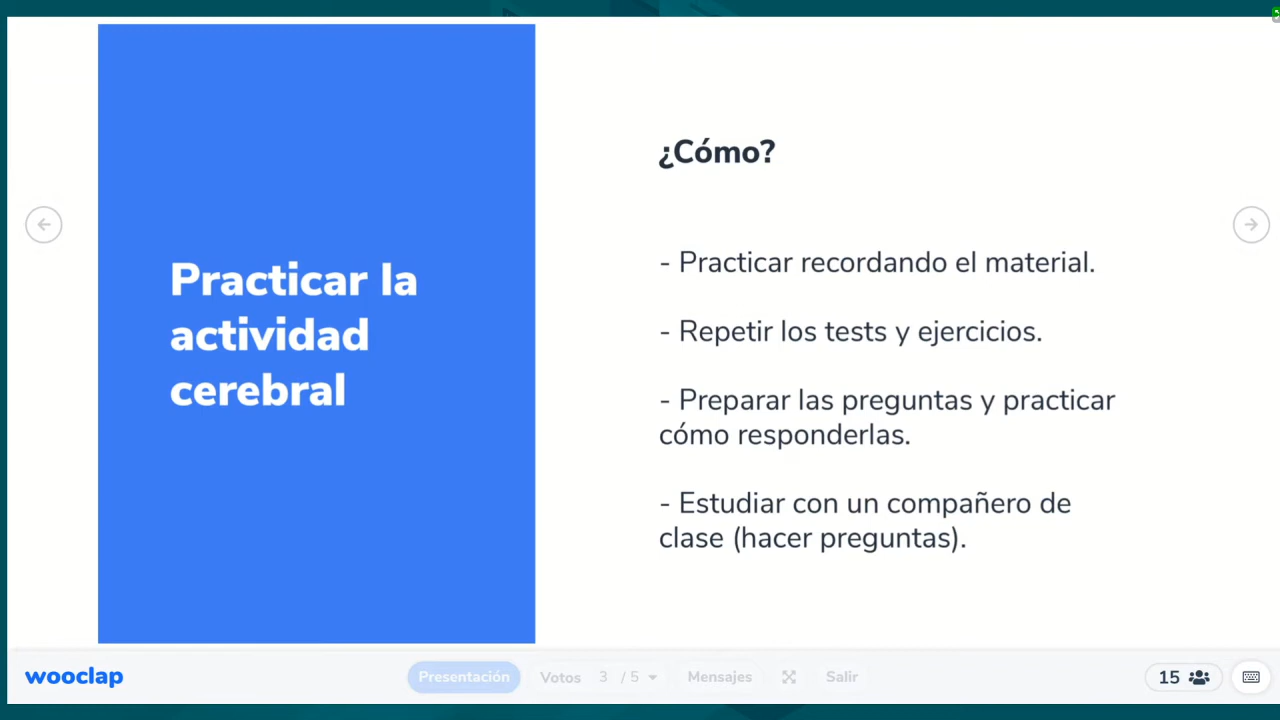 Practicar la
actividad
cerebral
¿Cómo?
- Practicar recordando el material.
- Repetir los tests y ejercicios.
- Preparar las preguntas y practicar
cómo responderlas.
- Estudiar con un compañero de
clase (hacer preguntas).
wooclap
Presentación
Votos 3 / 5
Mensajes
Salir
15